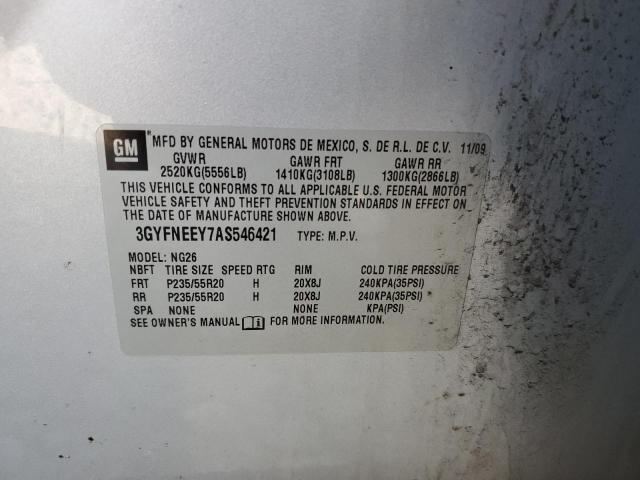 GM ® MFD BY GENERAL MOTORS DE MEXICO, S. DE R.L. DE C.V. 11/09
GVWR GAWR FRT GAWR RR
2520KG(5556LB) 1410KG(3108LB) 1300KG(2866LB)
THIS VEHICLE CONFORMS TO ALL APPLICABLE U.S. FEDERAL MOTOR
VEHICLE SAFETY AND THEFT PREVENTION STANDARDS IN EFFECT ON
THE DATE OF MANUFACTURE SHOWN ABOVE.
3GYFNEEY7AS546421 TYPE: M.P.V.
MODEL: NG26
NBFT TIRE SIZE SPEED RTG RIM COLD TIRE PRESSURE
FRT P235/55R20 H 20X8J 240KPA(35PSI)
RR P235/55R20 H 20X8J 240KPA(35PSI)
SPA NONE NONE KPA(PSI)
SEE OWNER'S MANUAL FOR MORE INFORMATION.